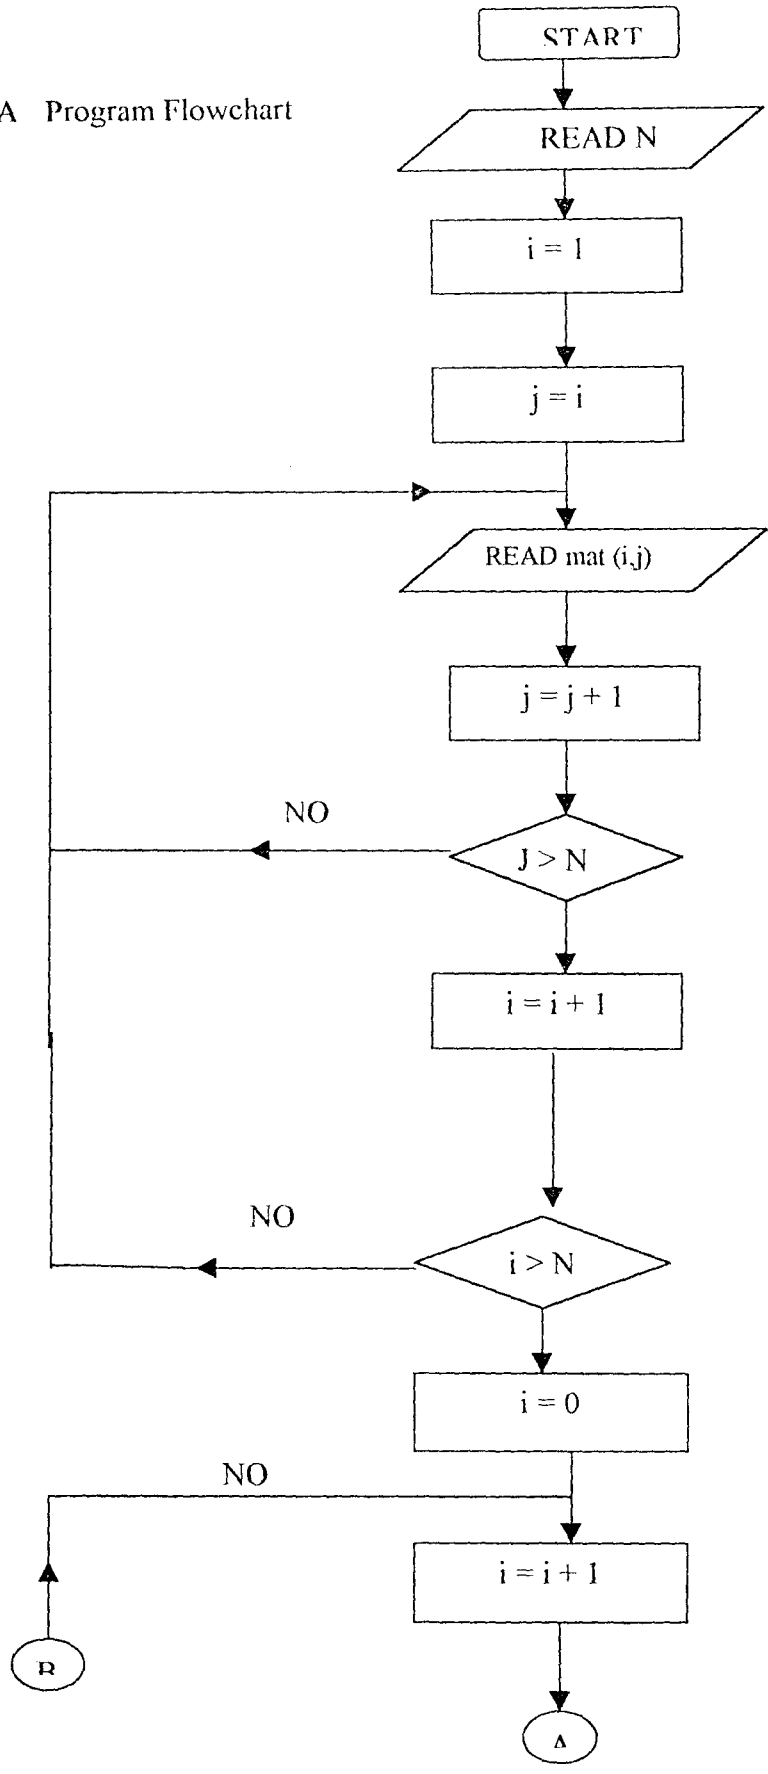 START
A Program Flowchart
READ N
i = 1
j = i
READ mat (i,j)
j = j + 1
NO
J > N
i = i + 1
NO
i > N
i = 0
NO
i = i + 1
B
A